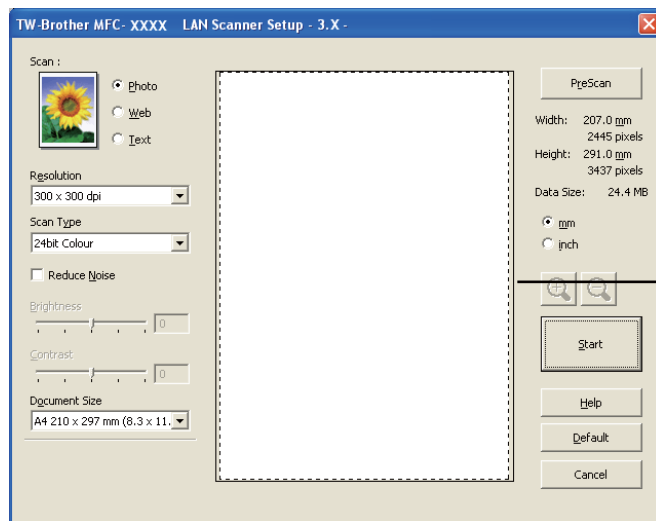 TW-Brother MFC- XXXX LAN Scanner Setup - 3.X -
Scan :
Photo
Web
Text
Resolution
300 x 300 dpi
Scan Type
24bit Colour
Reduce Noise
Brightness
0
Contrast
0
Document Size
A4 210 x 297 mm (8.3 x 11.
PreScan
Width: 207.0 mm
2445 pixels
Height: 291.0 mm
3437 pixels
Data Size: 24.4 MB
mm
inch
Start
Help
Default
Cancel